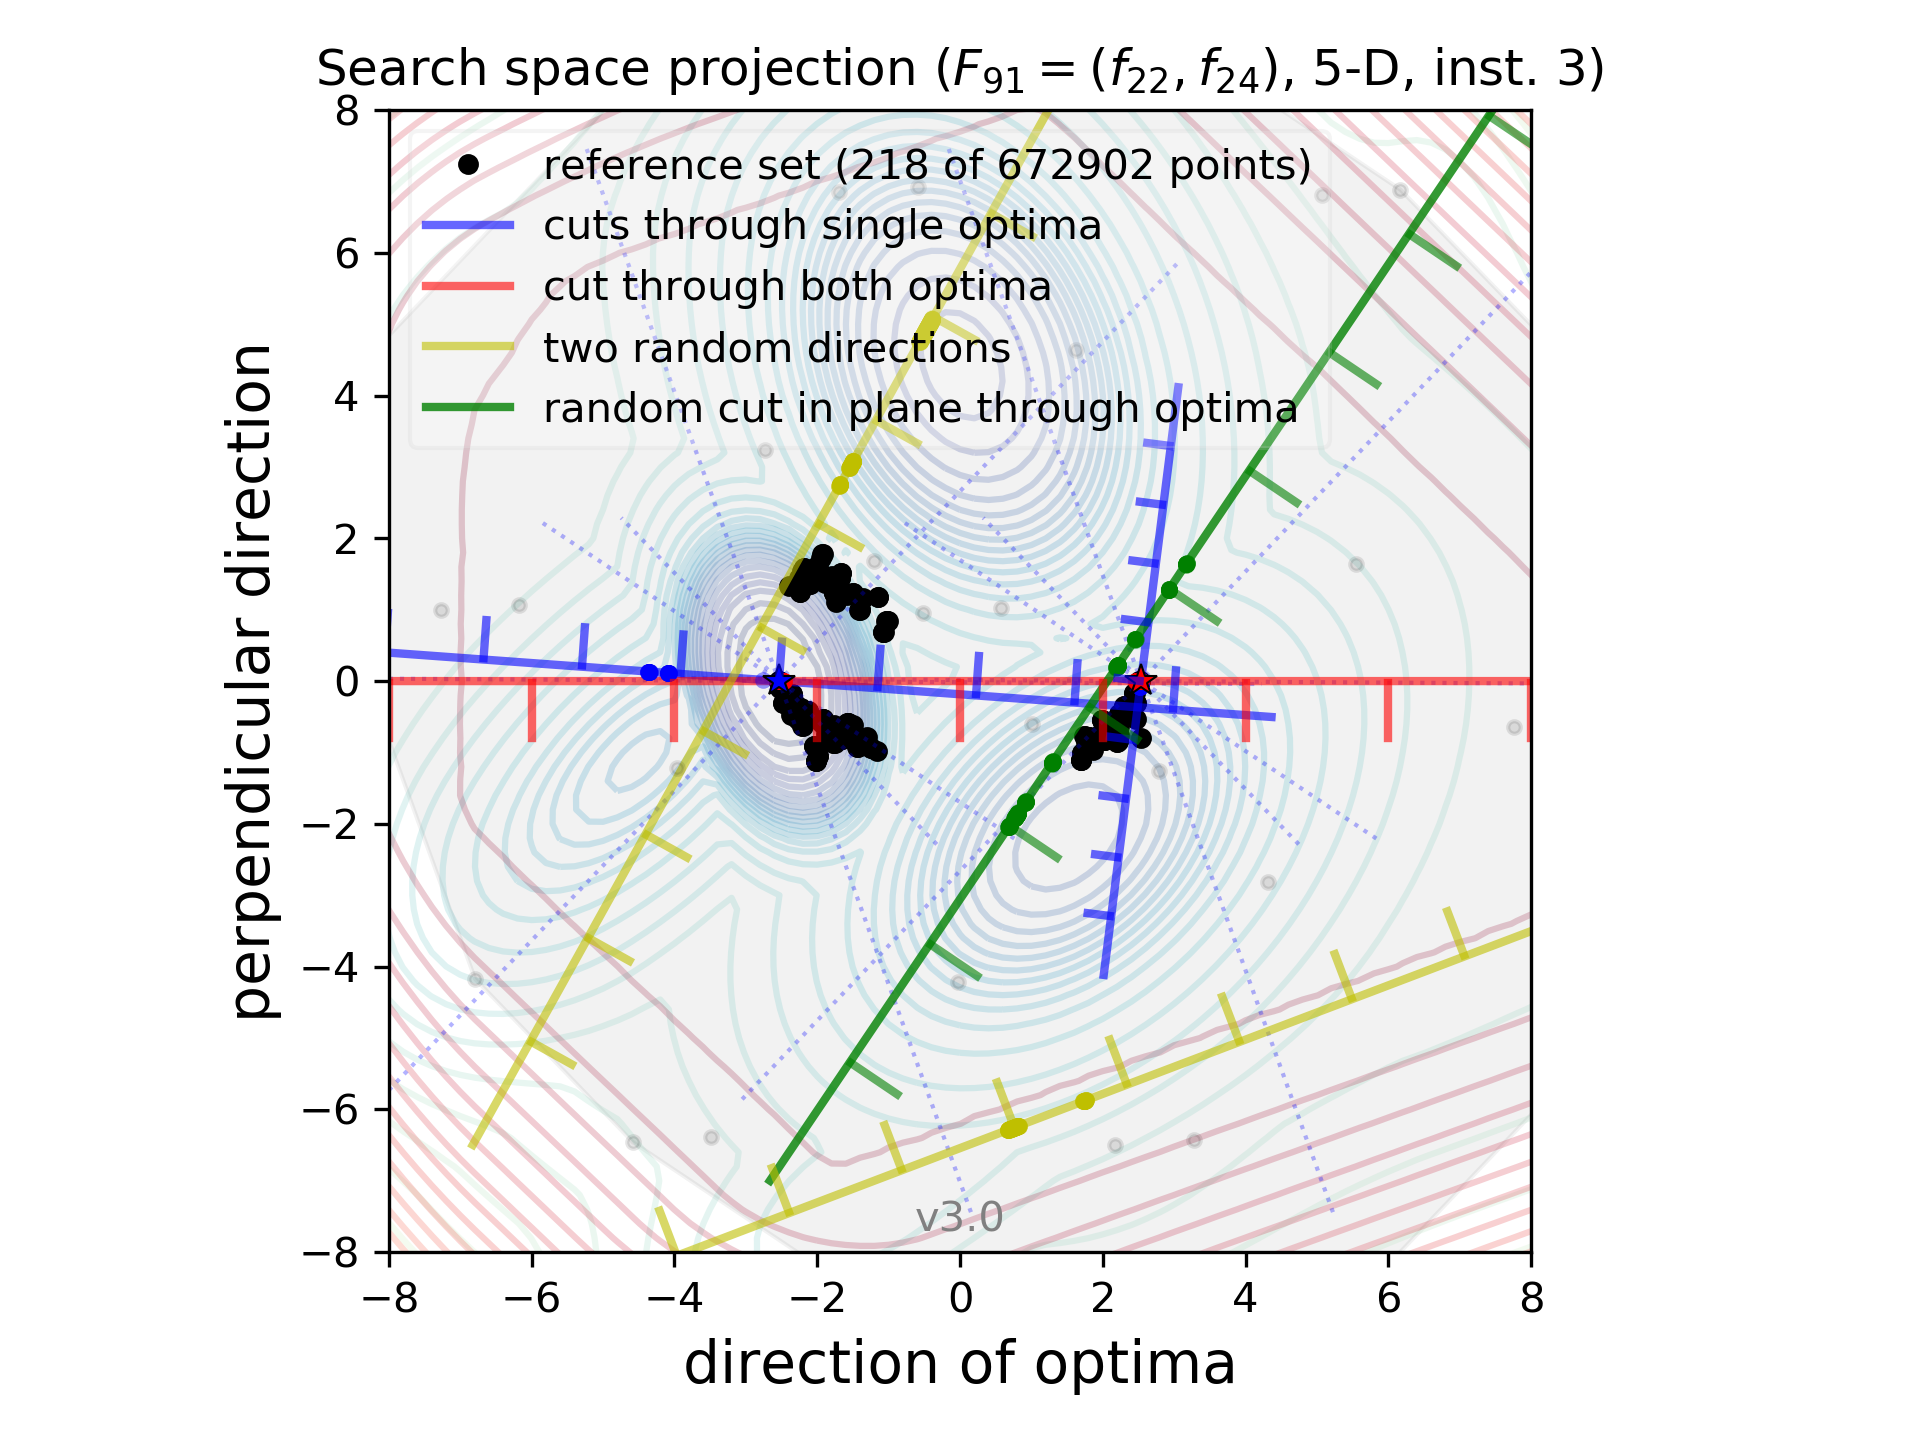 Search space projection (F₉₁ = (f₂₂, f₂₄), 5-D, inst. 3)
reference set (218 of 672902 points)
cuts through single optima
cut through both optima
two random directions
random cut in plane through optima
perpendicular direction
8
6
4
2
0
−2
−4
−6
−8
v3.0
−8 −6 −4 −2 0 2 4 6 8
direction of optima